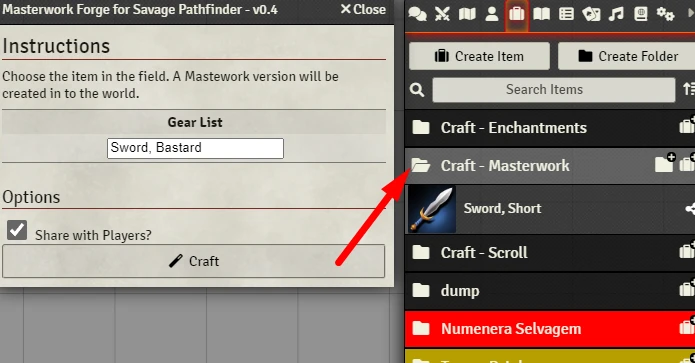 Masterwork Forge for Savage Pathfinder - v0.4
Close
Instructions
Choose the item in the field. A Mastework version will be
created in to the world.
Gear List
Sword, Bastard
Options
Share with Players?
Craft
Create Item
Create Folder
Search Items
Craft - Enchantments
Craft - Masterwork
Sword, Short
Craft - Scroll
dump
Numenera Selvagem